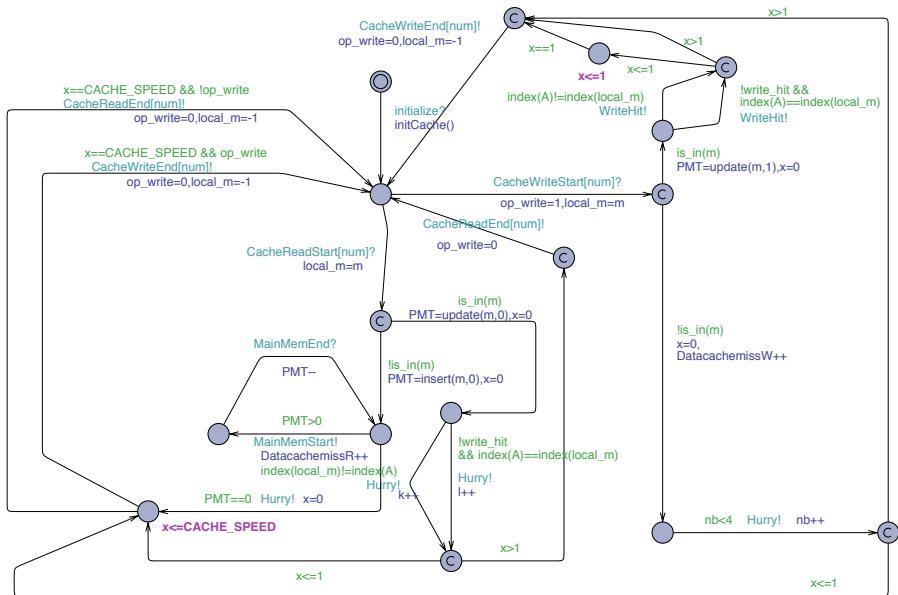 x>1
C
CacheWriteEnd[num]!
op_write=0,local_m=-1
x>1
x==1
x<=1
C
x<=1
x==CACHE_SPEED && !op_write
CacheReadEnd[num]!
op_write=0,local_m=-1
initialize?
initCache()
index(A)!=index(local_m)
WriteHit!
!write_hit &&
index(A)==index(local_m)
WriteHit!
x==CACHE_SPEED && op_write
CacheWriteEnd[num]!
op_write=0,local_m=-1
is_in(m)
PMT=update(m,1),x=0
CacheWriteStart[num]?
op_write=1,local_m=m
C
CacheReadEnd[num]!
op_write=0
C
CacheReadStart[num]?
local_m=m
is_in(m)
PMT=update(m,0),x=0
C
!is_in(m)
x=0,
DatacachemissW++
MainMemEnd?
PMT--
!is_in(m)
PMT=insert(m,0),x=0
PMT>0
MainMemStart!
DatacachemissR++
index(local_m)!=index(A)
Hurry!
k++
!write_hit
&& index(A)==index(local_m)
Hurry!
l++
PMT==0 Hurry! x=0
x<=CACHE_SPEED
nb<4 Hurry! nb++
C
x>1
C
x<=1
x<=1